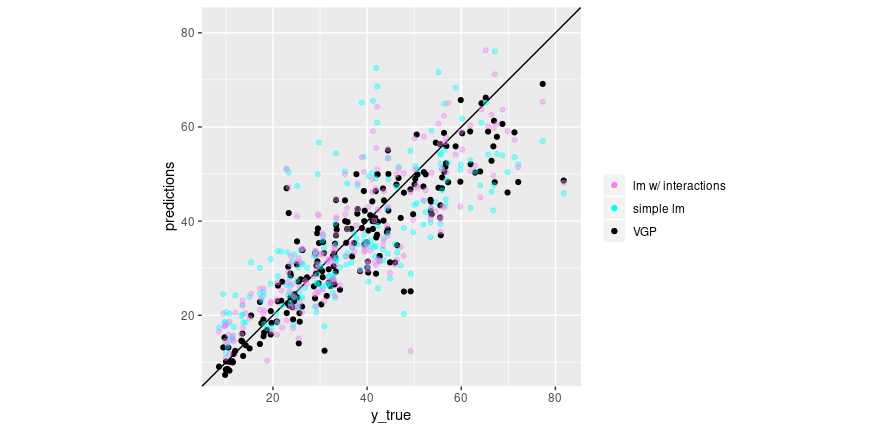 80
60
40
20
predictions
20 40 60 80
y_true
lm w/ interactions
simple lm
VGP